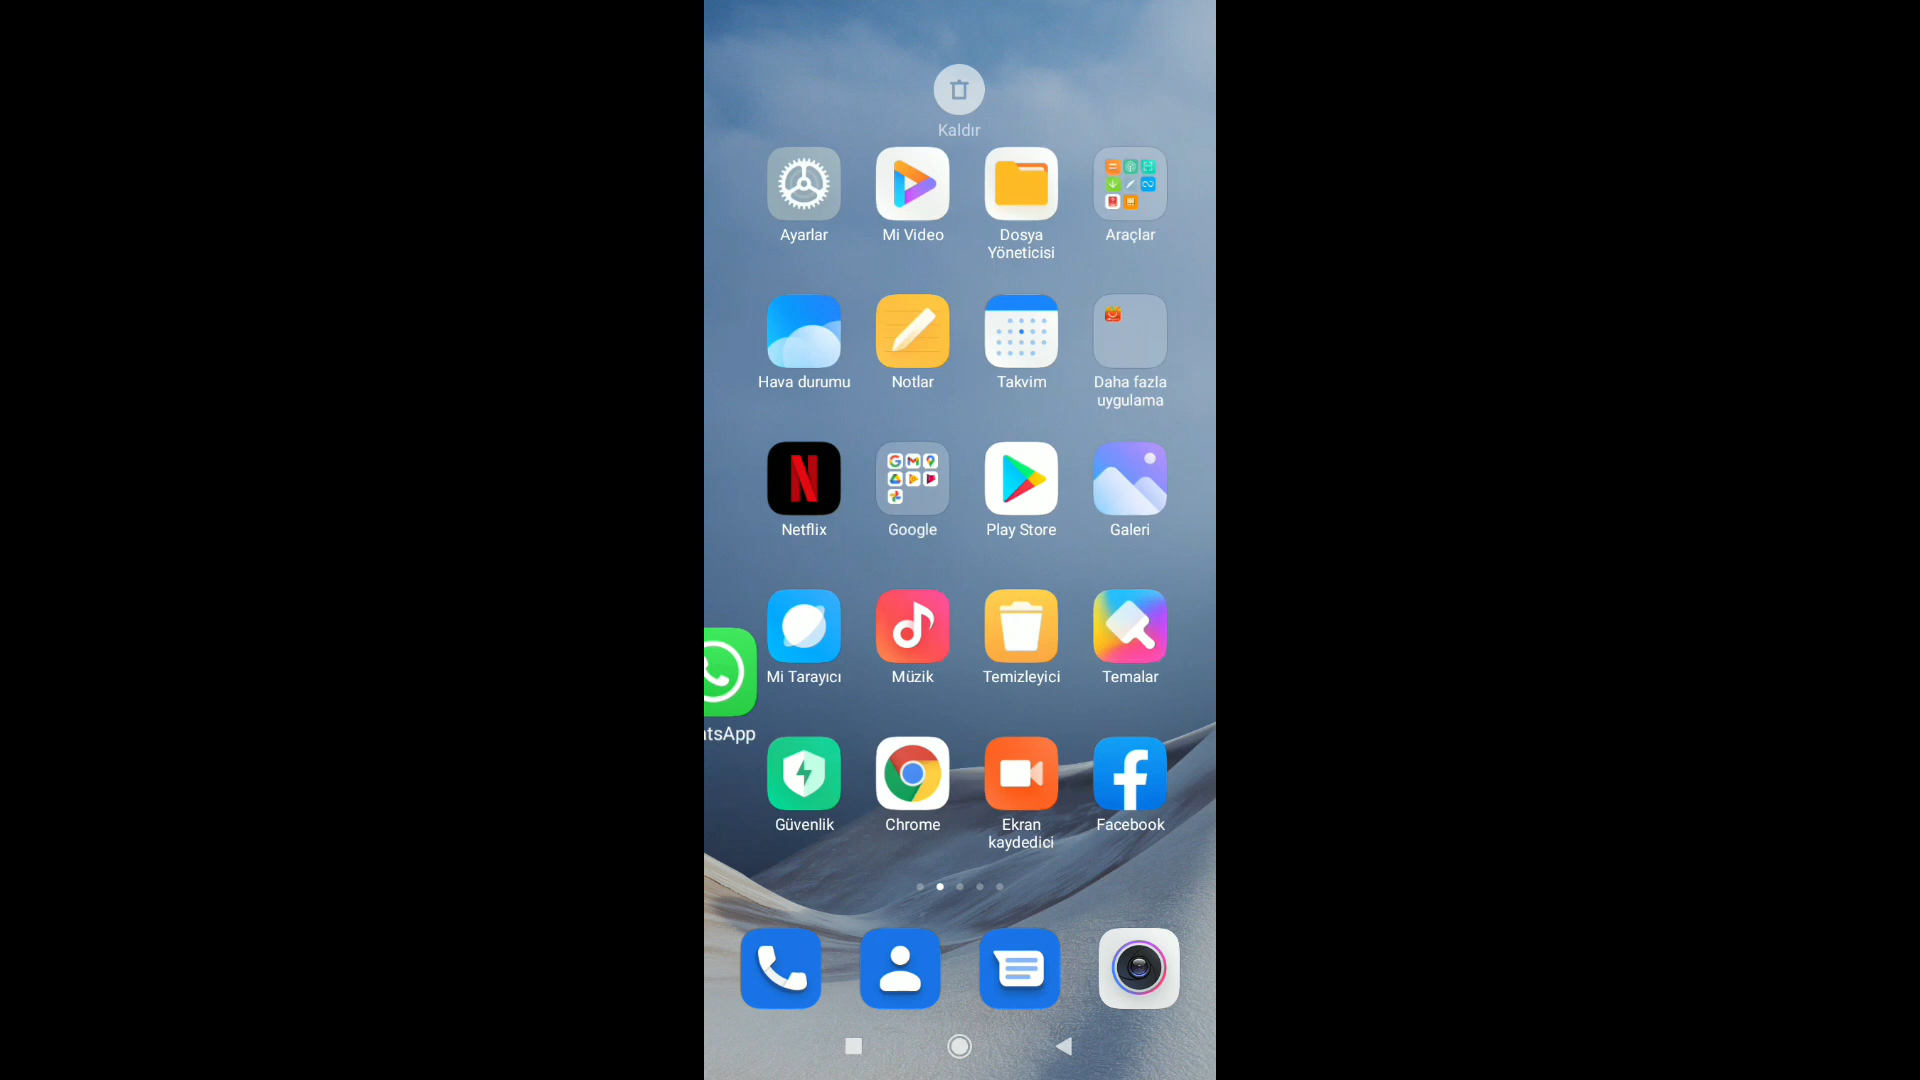 Kaldır
Ayarlar
Mi Video
Dosya
Yöneticisi
Araçlar
Hava durumu
Notlar
Takvim
Daha fazla
uygulama
Netflix
Google
Play Store
Galeri
Mi Tarayıcı
Müzik
Temizleyici
Temalar
atsApp
Güvenlik
Chrome
Ekran
kaydedici
Facebook